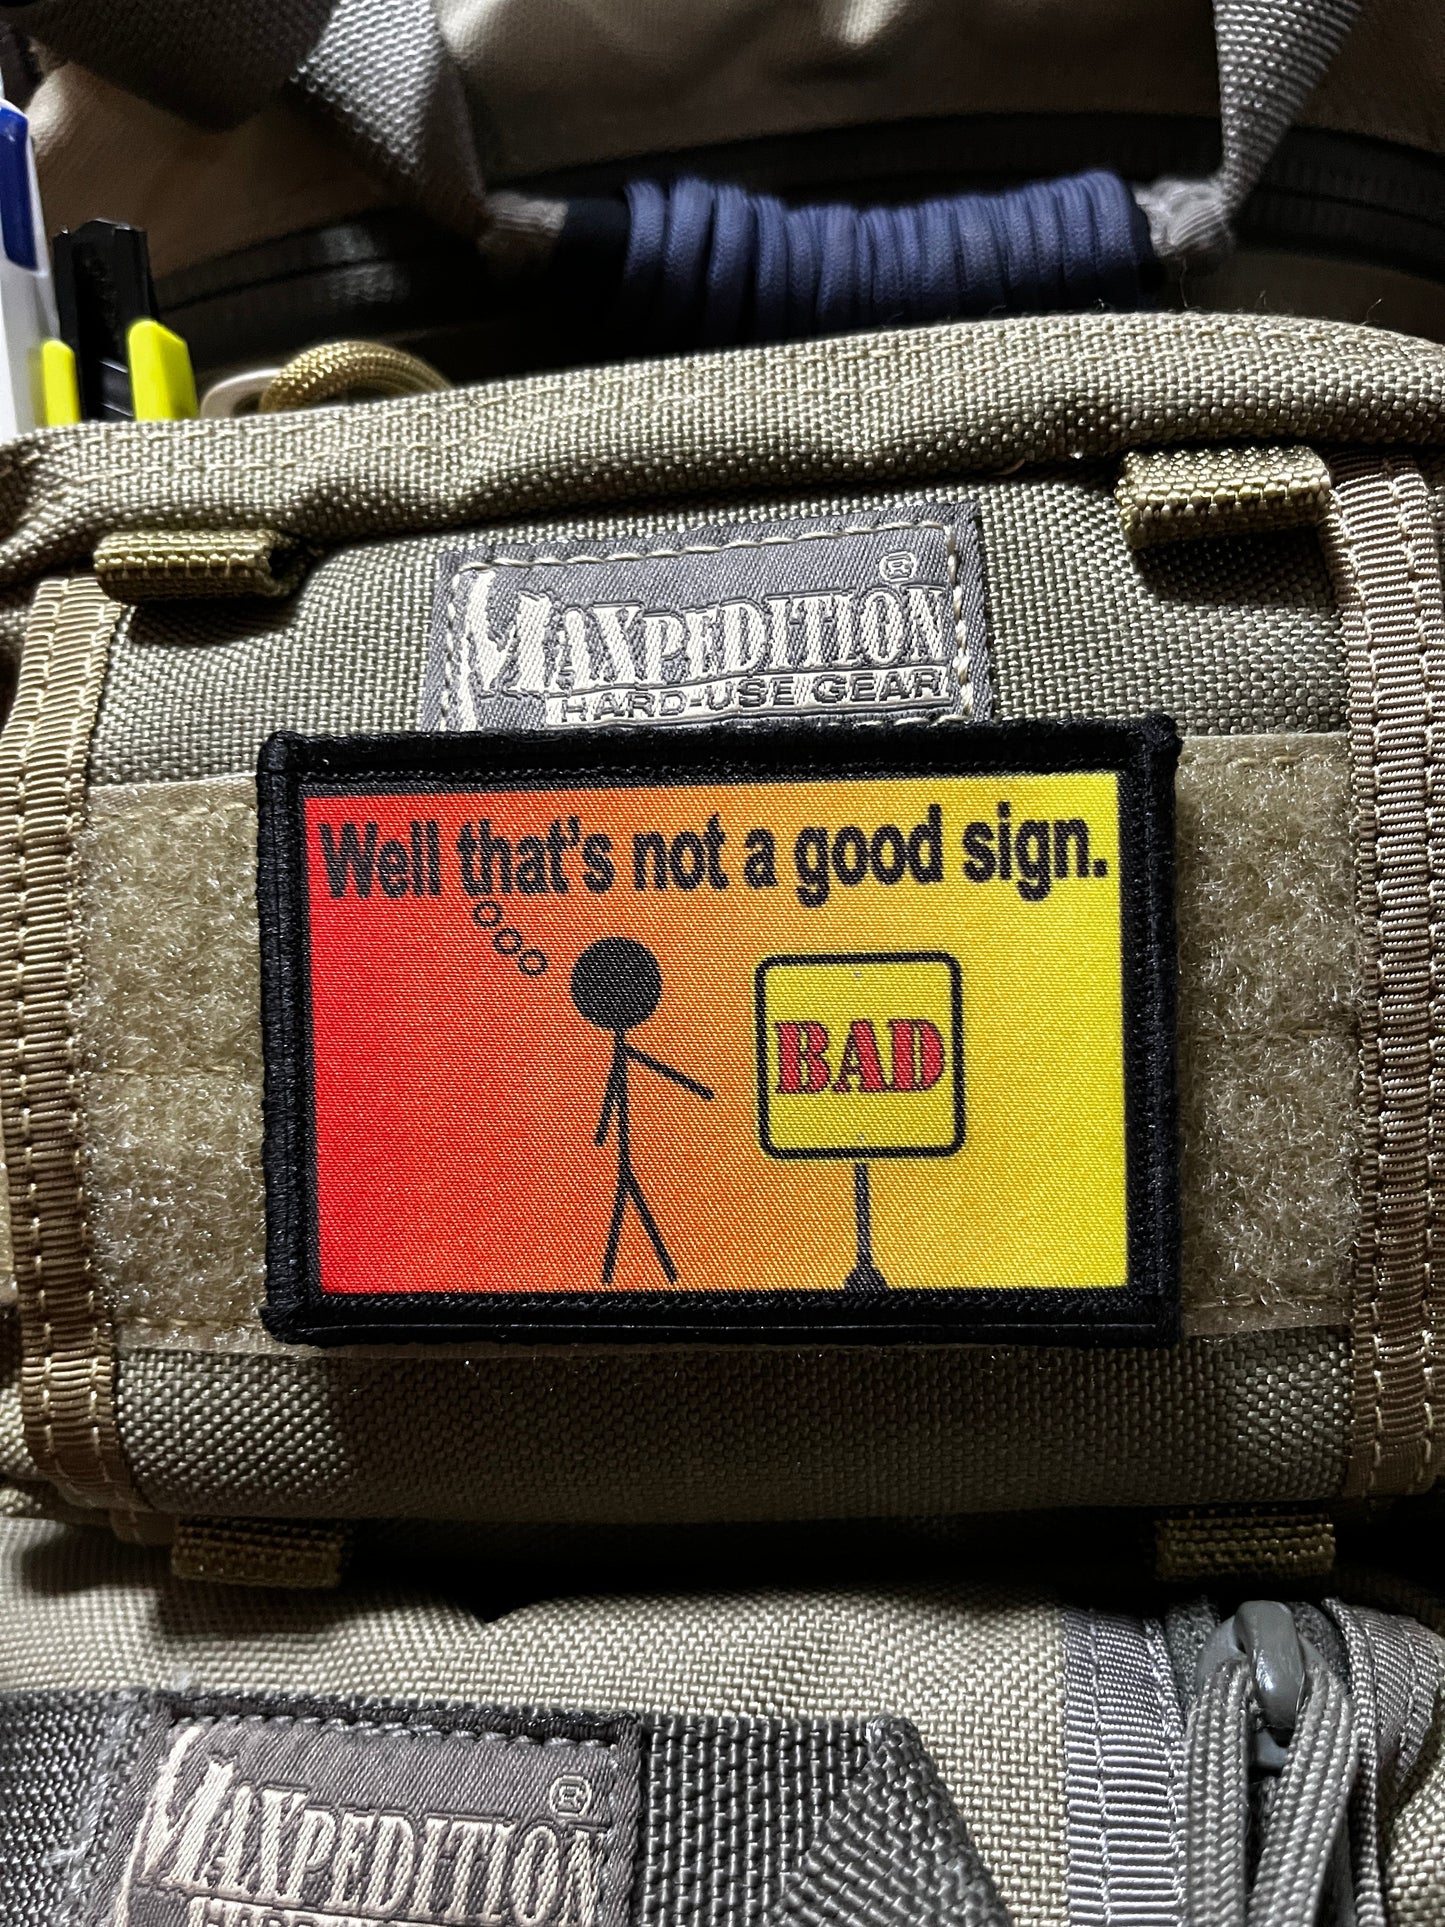 MAXPEDITION®
HARD-USE GEAR
Well that's not a good sign.
BAD
MAXPEDITION®